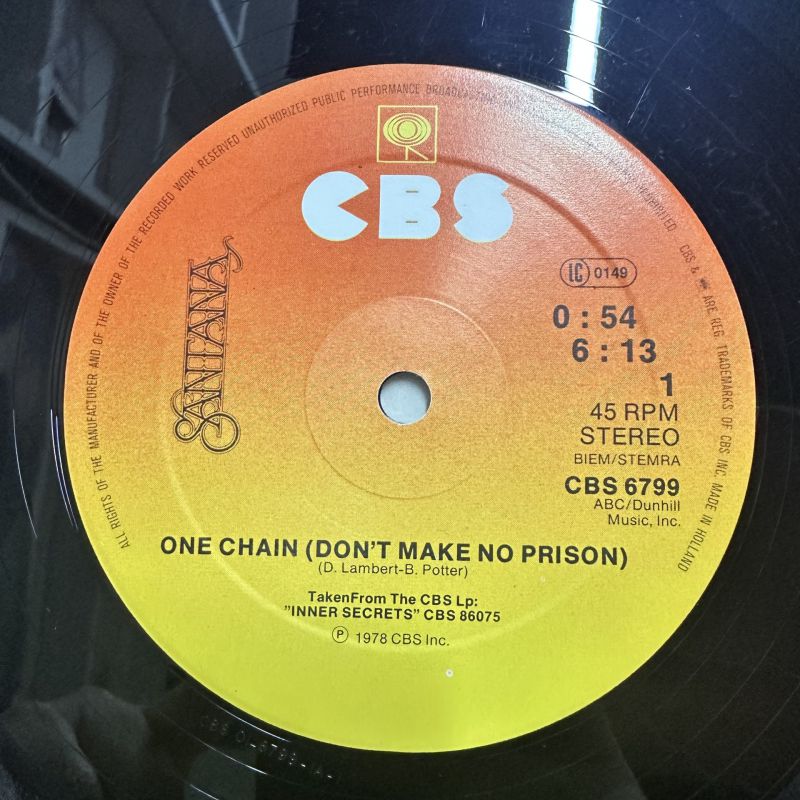 ALL RIGHTS OF THE MANUFACTURER AND OF THE OWNER OF THE RECORDED WORK RESERVED UNAUTHORIZED PUBLIC PERFORMANCE BROADCASTING AND PROHIBITED CBS & ARE REG. TRADEMARKS OF CBS INC. MADE IN HOLLAND
CBS
SANTANA
LC 0149
0 : 54
6 : 13
1
45 RPM
STEREO
BIEM/STEMRA
CBS 6799
ABC/Dunhill
Music, Inc.
ONE CHAIN (DON'T MAKE NO PRISON)
(D. Lambert-B. Potter)
TakenFrom The CBS Lp:
"INNER SECRETS" CBS 86075
℗ 1978 CBS Inc.